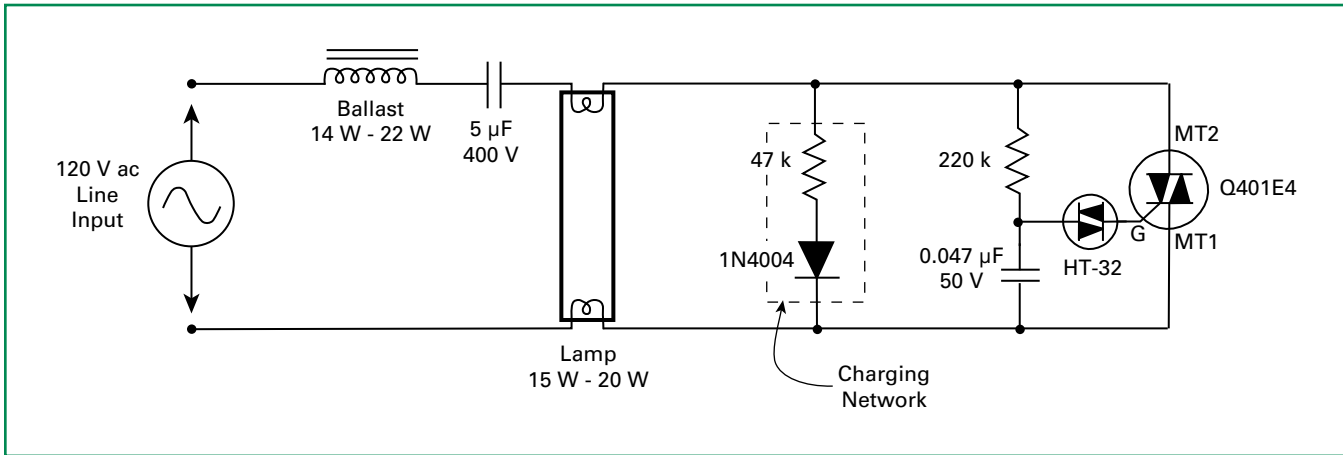 120 V ac
Line
Input
Ballast
14 W - 22 W
5 µF
400 V
Lamp
15 W - 20 W
47 k
1N4004
Charging
Network
220 k
0.047 µF
50 V
HT-32
G
MT2
Q401E4
MT1